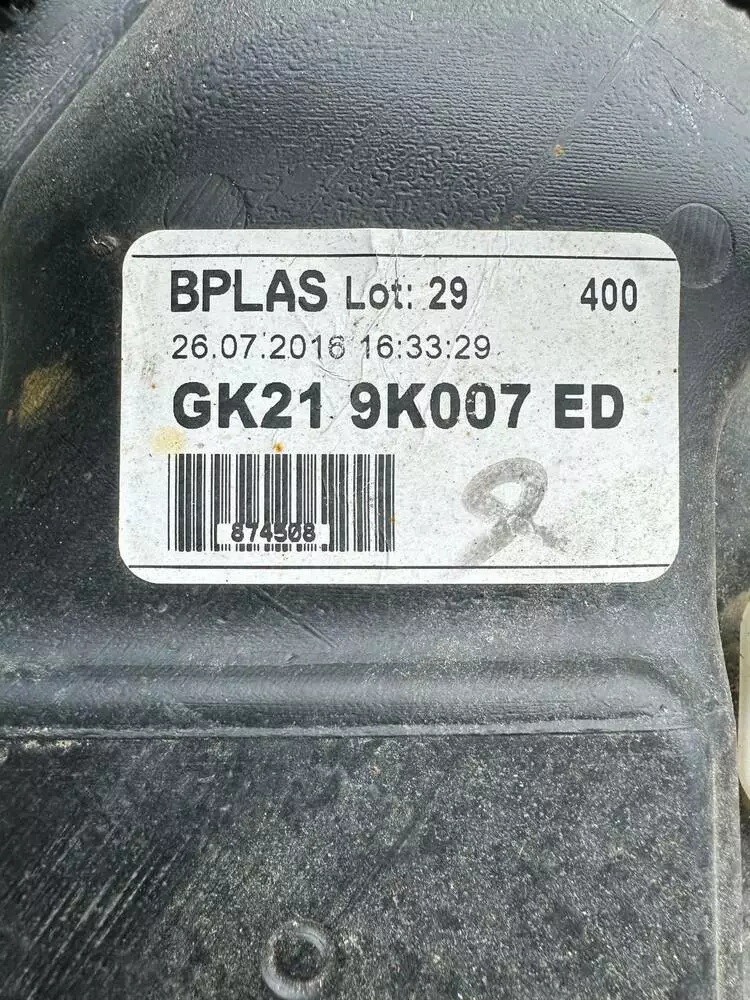 BPLAS Lot: 29 400
26.07.2016 16:33:29
GK21 9K007 ED
874508